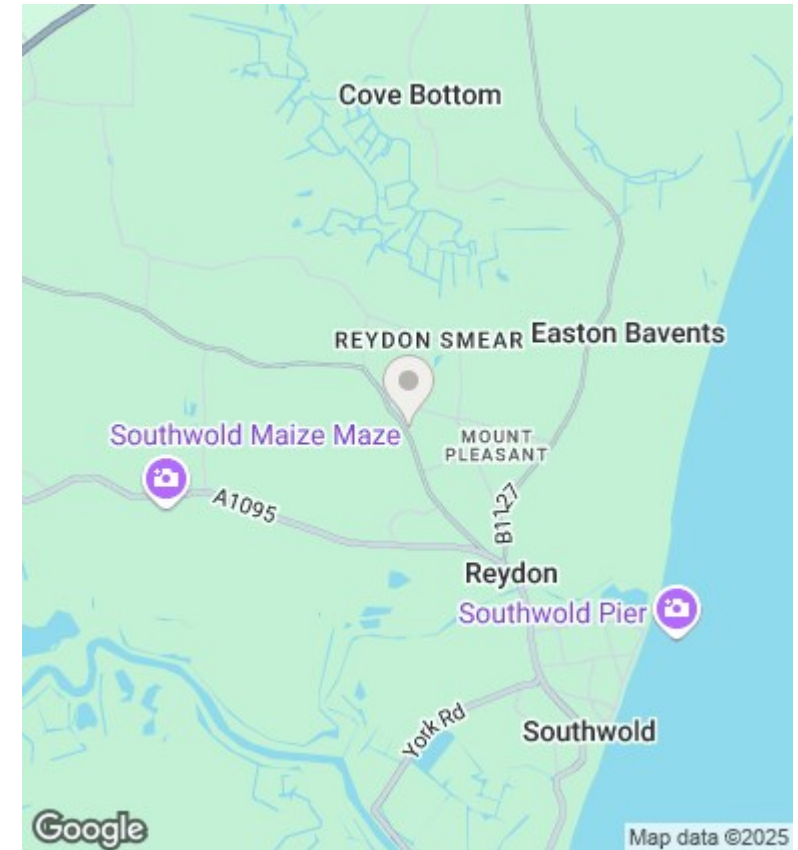 Cove Bottom
REYDON SMEAR
Easton Bavents
Southwold Maize Maze
MOUNT
PLEASANT
A1095
B1127
Reydon
Southwold Pier
York Rd
Southwold
Google
Map data ©2025